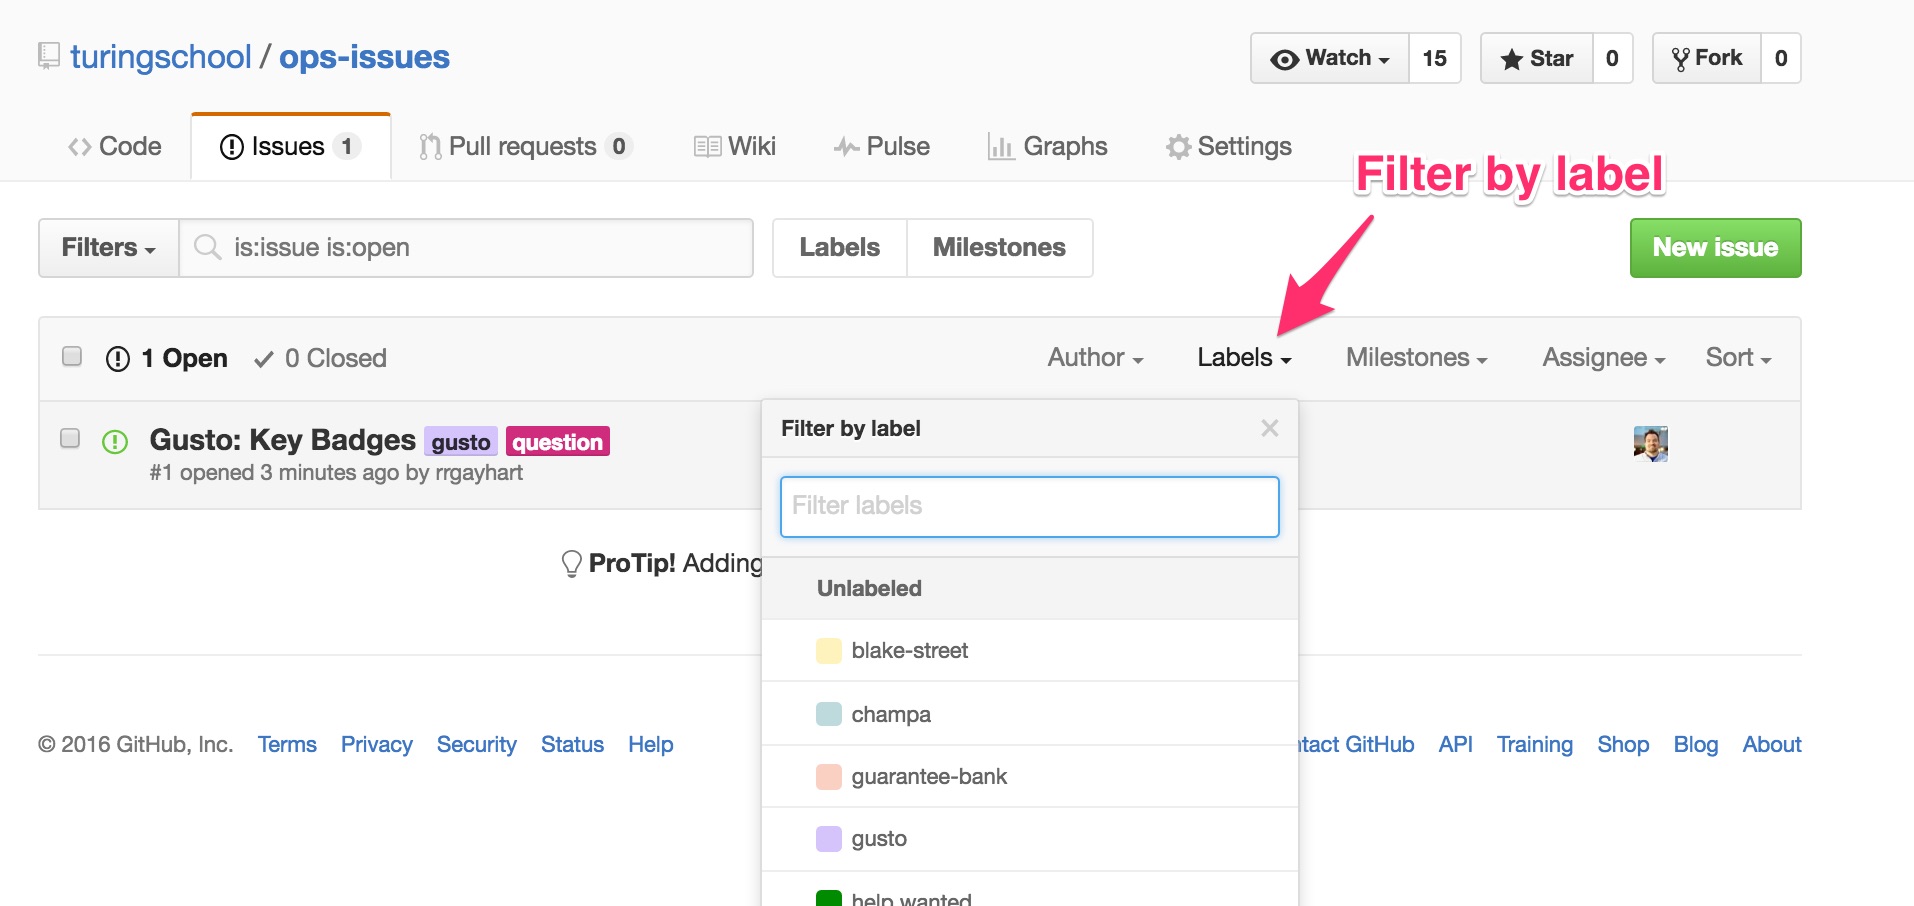 turingschool / ops-issues
Watch 15 Star 0 Fork 0
Code Issues 1 Pull requests 0 Wiki Pulse Graphs Settings
Filter by label
Filters is:issue is:open Labels Milestones New issue
1 Open 0 Closed Author Labels Milestones Assignee Sort
Gusto: Key Badges gusto question
#1 opened 3 minutes ago by rrgayhart
Filter by label
Filter labels
ProTip! Adding
Unlabeled
blake-street
champa
guarantee-bank
gusto
help wanted
© 2016 GitHub, Inc. Terms Privacy Security Status Help
ntact GitHub API Training Shop Blog About